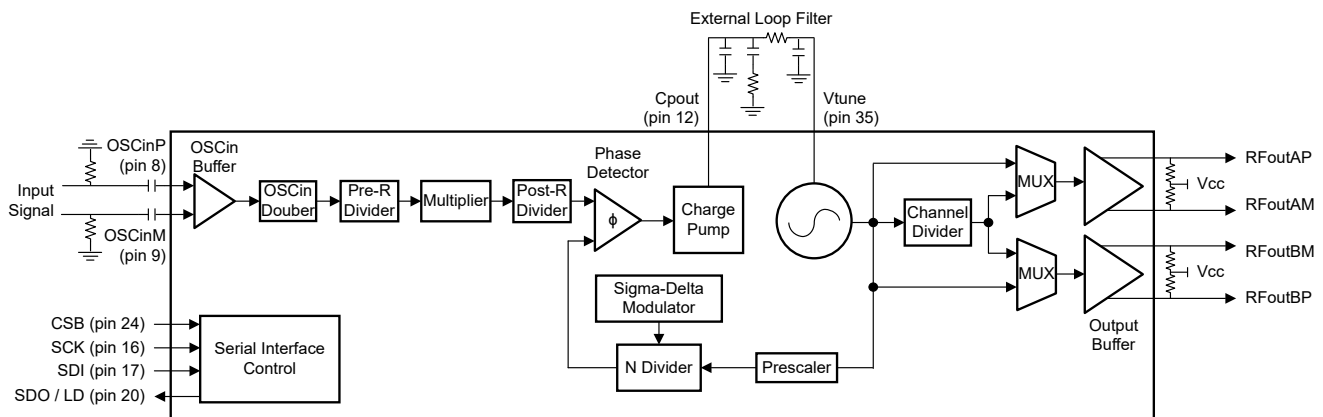 External Loop Filter
Cpout
(pin 12)
Vtune
(pin 35)
OSCinP
(pin 8)
OSCin
Buffer
Input
Signal
OSCinM
(pin 9)
OSCin
Douber
Pre-R
Divider
Multiplier
Post-R
Divider
Phase
Detector
ϕ
Charge
Pump
Channel
Divider
MUX
MUX
RFoutAP
Vcc
RFoutAM
RFoutBM
Vcc
RFoutBP
Output
Buffer
Sigma-Delta
Modulator
N Divider
Prescaler
CSB (pin 24)
SCK (pin 16)
SDI (pin 17)
SDO / LD (pin 20)
Serial Interface
Control